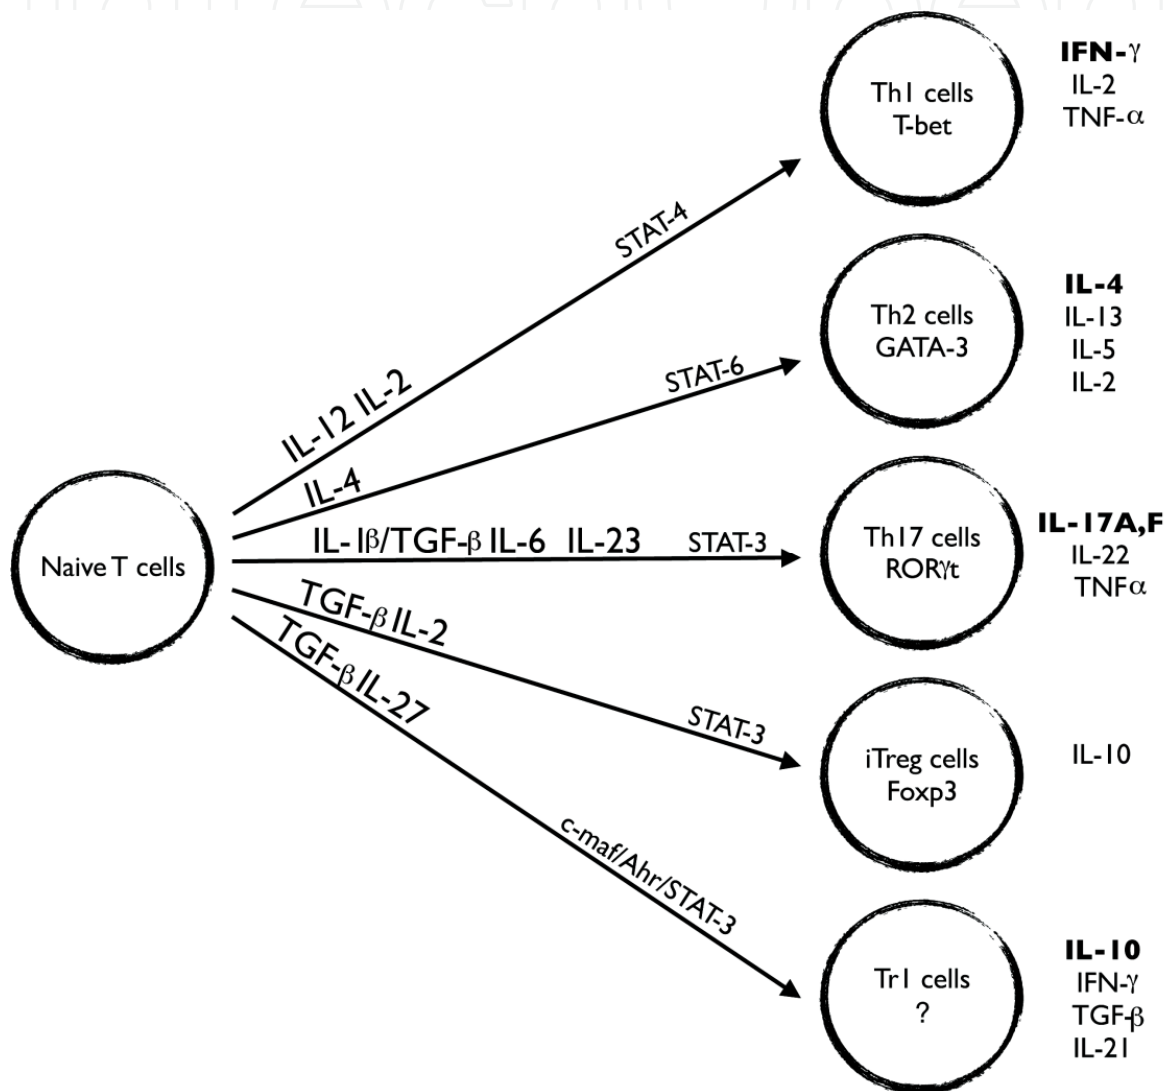 Naive T cells
IL-12 IL-2
STAT-4
Th1 cells
T-bet
IFN-γ
IL-2
TNF-α
IL-4
STAT-6
Th2 cells
GATA-3
IL-4
IL-13
IL-5
IL-2
IL-1β/TGF-β IL-6 IL-23
STAT-3
Th17 cells
RORγt
IL-17A,F
IL-22
TNFα
TGF-β IL-2
STAT-3
iTreg cells
Foxp3
IL-10
TGF-β IL-27
c-maf/Ahr/STAT-3
Tr1 cells
?
IL-10
IFN-γ
TGF-β
IL-21